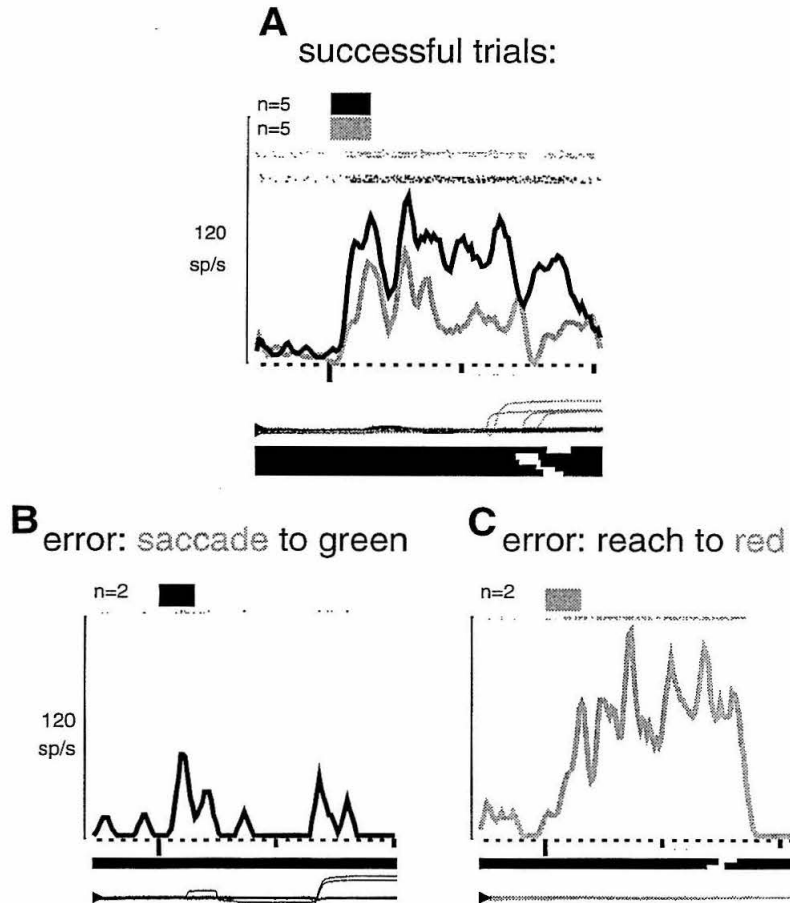 A
successful trials:
n=5
n=5
120
sp/s
B
error: saccade to green
n=2
120
sp/s
C
error: reach to red
n=2